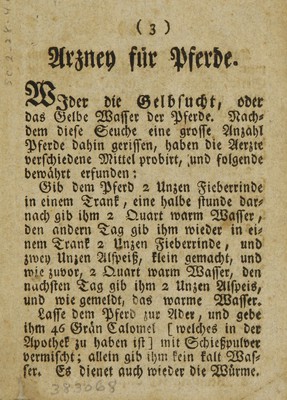 ( 3 )
Arzney für Pferde.
WJder die Gelbsucht, oder
das Gelbe Wasser der Pferde. Nach-
dem diese Seuche eine grosse Anzahl
Pferde dahin gerissen, haben die Aerzte
verschiedene Mittel probirt, und folgende
bewährt erfunden:
Gib dem Pferd 2 Unzen Fieberrinde
in einem Trank, eine halbe stunde dar-
nach gib ihm 2 Quart warm Wasser,
den andern Tag gib ihm wieder in ei-
nem Trank 2 Unzen Fieberrinde, und
zwey Unzen Alspeiß, klein gemacht, und
wie zuvor, 2 Quart warm Wasser, den
nächsten Tag gib ihm 2 Unzen Alspeis,
und wie gemeldt, das warme Wasser.
Lasse dem Pferd zur Ader, und gebe
ihm 46 Grän Calomel [ welches in der
Apothek zu haben ist ] mit Schießpulver
vermischt; allein gib ihm kein kalt Was-
ser. Es dienet auch wieder die Würme.
383668